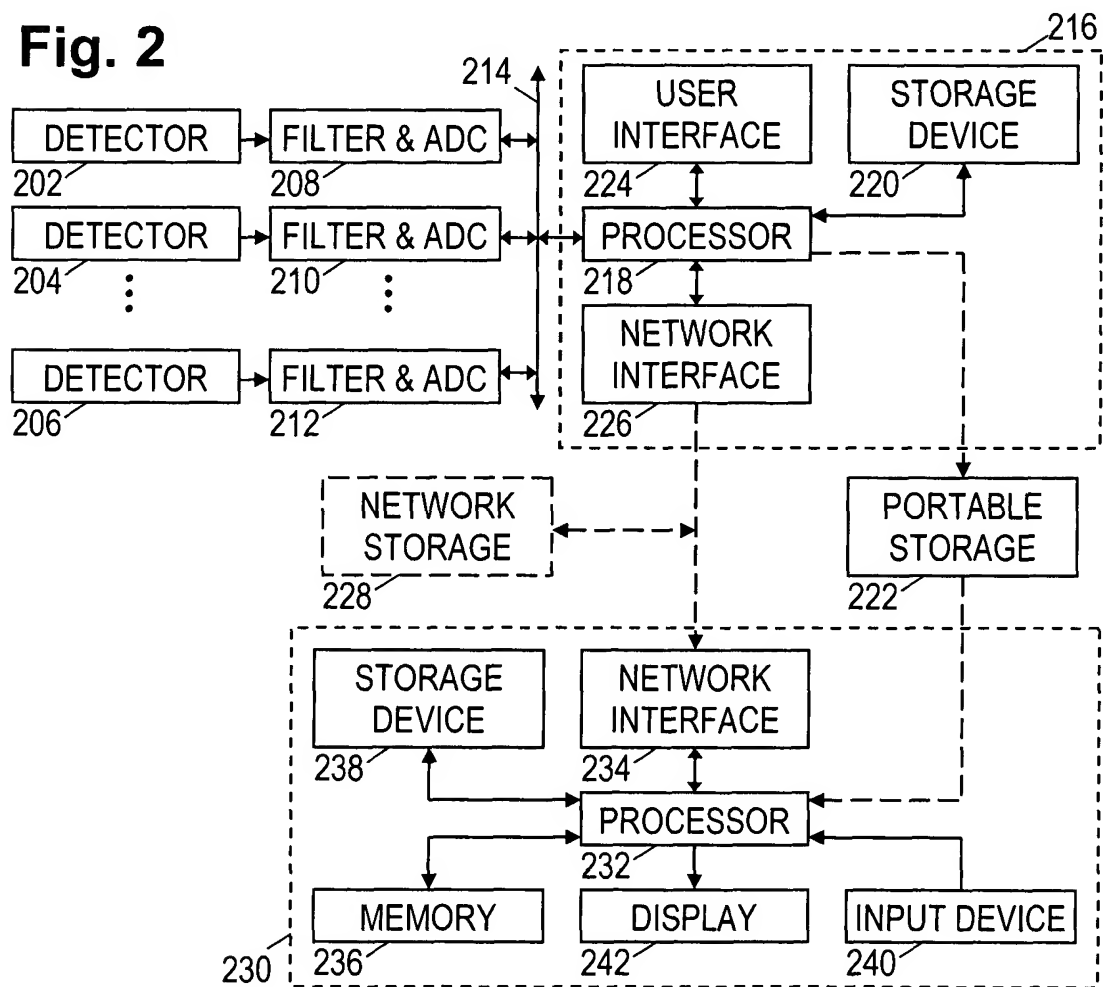 Fig. 2
216
214
DETECTOR
202
FILTER & ADC
208
USER
INTERFACE
224
STORAGE
DEVICE
220
DETECTOR
204
FILTER & ADC
210
PROCESSOR
218
DETECTOR
206
FILTER & ADC
212
NETWORK
INTERFACE
226
NETWORK
STORAGE
228
PORTABLE
STORAGE
222
STORAGE
DEVICE
238
NETWORK
INTERFACE
234
PROCESSOR
232
MEMORY
236
DISPLAY
242
INPUT DEVICE
240
230